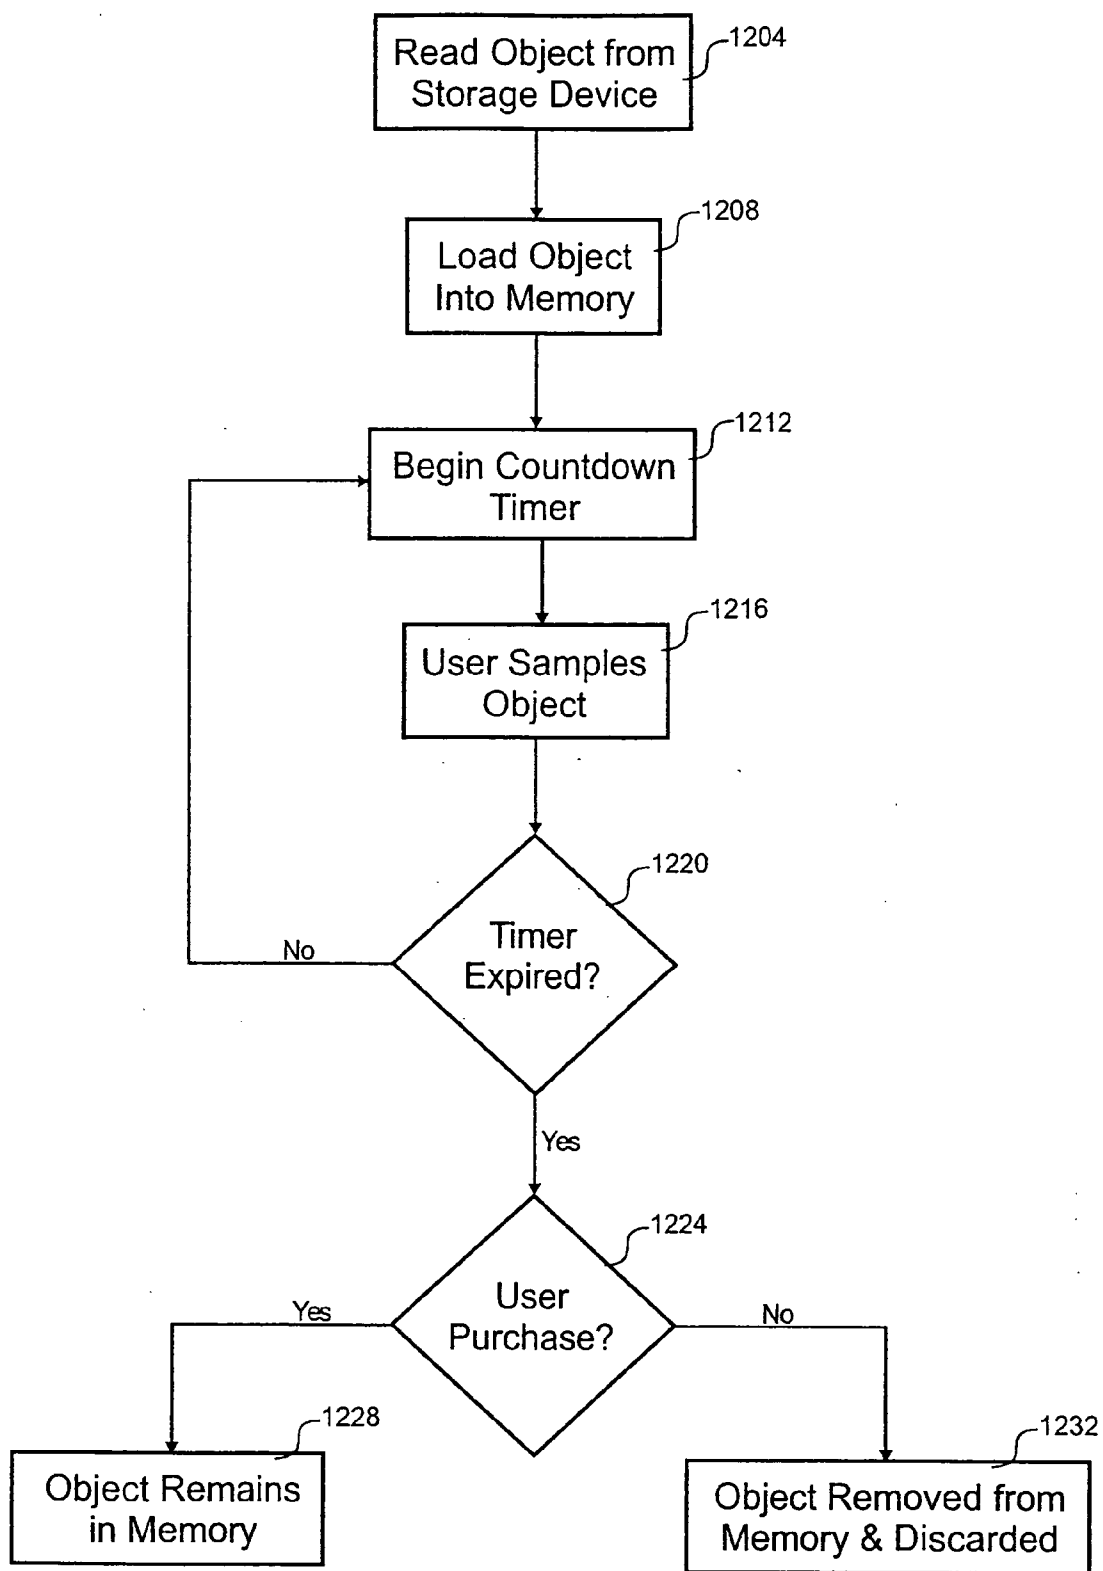 Read Object from
Storage Device
1204
Load Object
Into Memory
1208
Begin Countdown
Timer
1212
User Samples
Object
1216
Timer
Expired?
1220
No
Yes
User
Purchase?
1224
Yes
No
Object Remains
in Memory
1228
Object Removed from
Memory & Discarded
1232